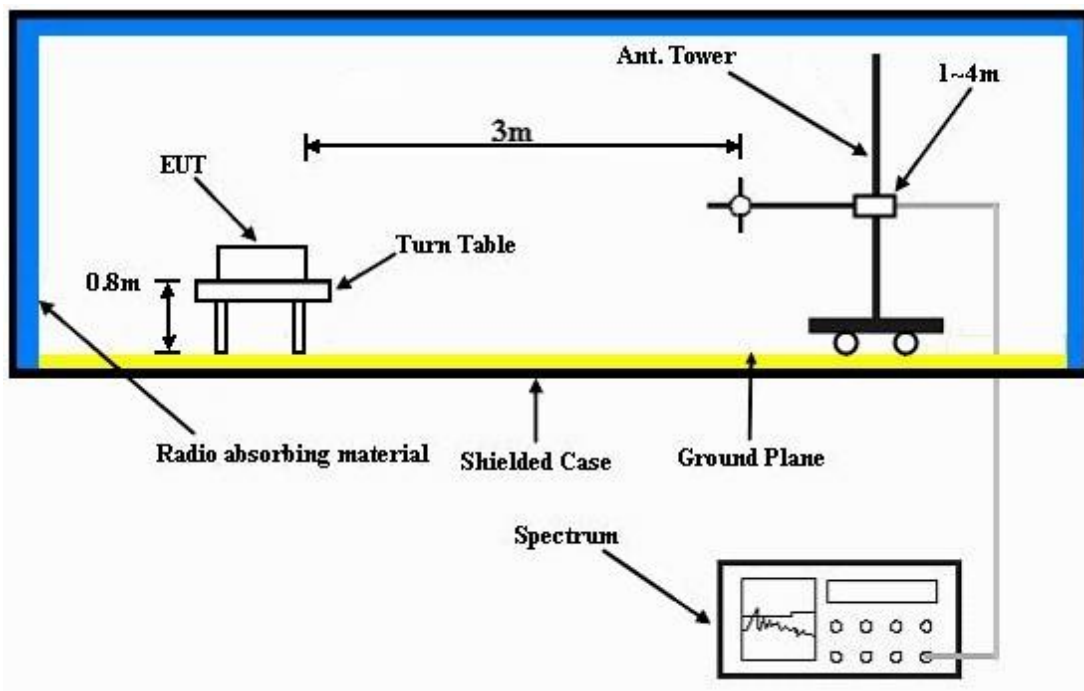 Ant. Tower
1~4m
3m
EUT
Turn Table
0.8m
Radio absorbing material
Shielded Case
Ground Plane
Spectrum